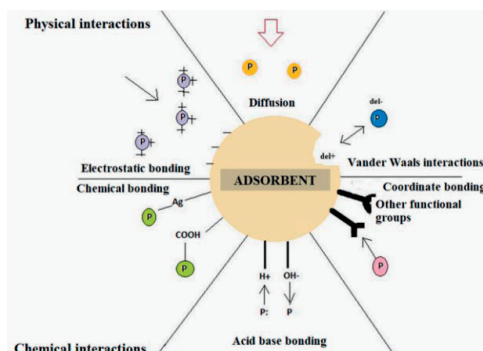 Physical interactions
P
P
P
P
P
Diffusion
del-
P
del+
Electrostatic bonding
Vander Waals interactions
Chemical bonding
ADSORBENT
Coordinate bonding
Other functional
groups
Ag
P
COOH
P
H+
OH-
P
P:
P
Acid base bonding
Chemical interactions